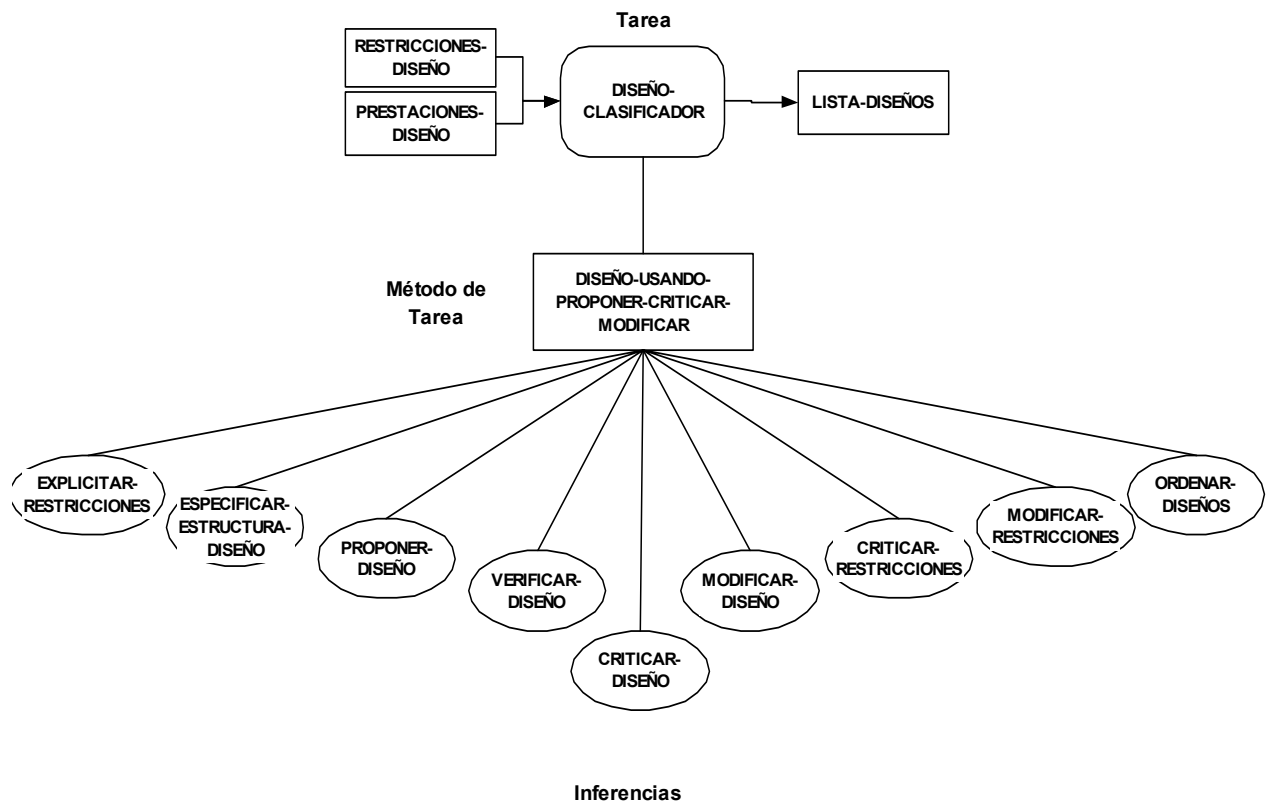 Tarea
RESTRICCIONES-
DISEÑO
PRESTACIONES-
DISEÑO
DISEÑO-
CLASIFICADOR
LISTA-DISEÑOS
Método de
Tarea
DISEÑO-USANDO-
PROPONER-CRITICAR-
MODIFICAR
EXPLICITAR-
RESTRICCIONES
ESPECIFICAR-
ESTRUCTURA-
DISEÑO
PROPONER-
DISEÑO
VERIFICAR-
DISEÑO
CRITICAR-
DISEÑO
MODIFICAR-
DISEÑO
CRITICAR-
RESTRICCIONES
MODIFICAR-
RESTRICCIONES
ORDENAR-
DISEÑOS
Inferencias